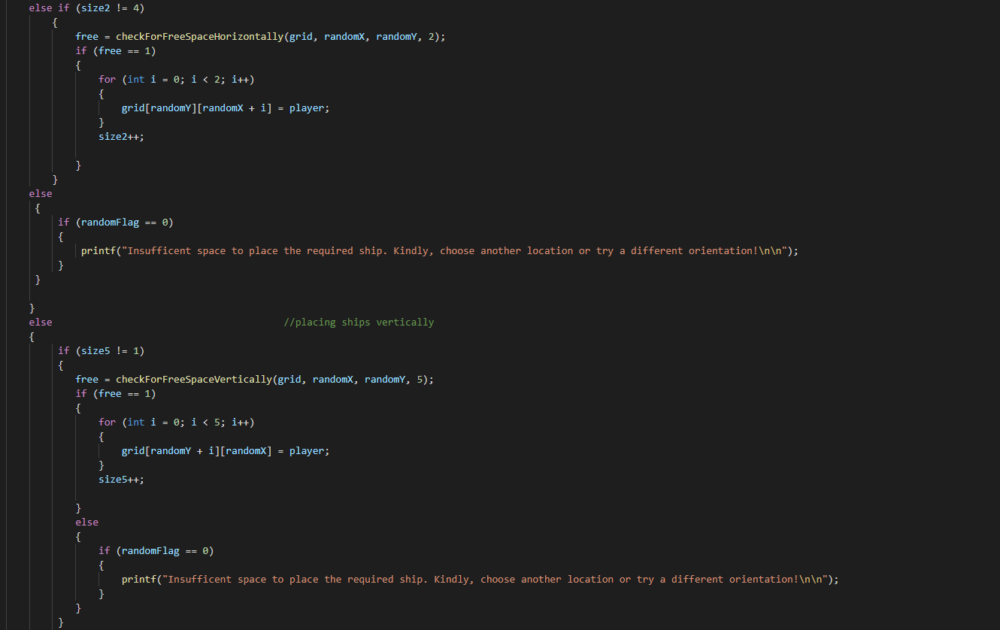 else if (size2 != 4)
{
free = checkForFreeSpaceHorizontally(grid, randomX, randomY, 2);
if (free == 1)
{
for (int i = 0; i < 2; i++)
{
grid[randomY][randomX + i] = player;
}
size2++;
}
}
else
{
if (randomFlag == 0)
{
printf("Insufficent space to place the required ship. Kindly, choose another location or try a different orientation!\n\n");
}
}
}
else //placing ships vertically
{
if (size5 != 1)
{
free = checkForFreeSpaceVertically(grid, randomX, randomY, 5);
if (free == 1)
{
for (int i = 0; i < 5; i++)
{
grid[randomY + i][randomX] = player;
}
size5++;
}
else
{
if (randomFlag == 0)
{
printf("Insufficent space to place the required ship. Kindly, choose another location or try a different orientation!\n\n");
}
}
}